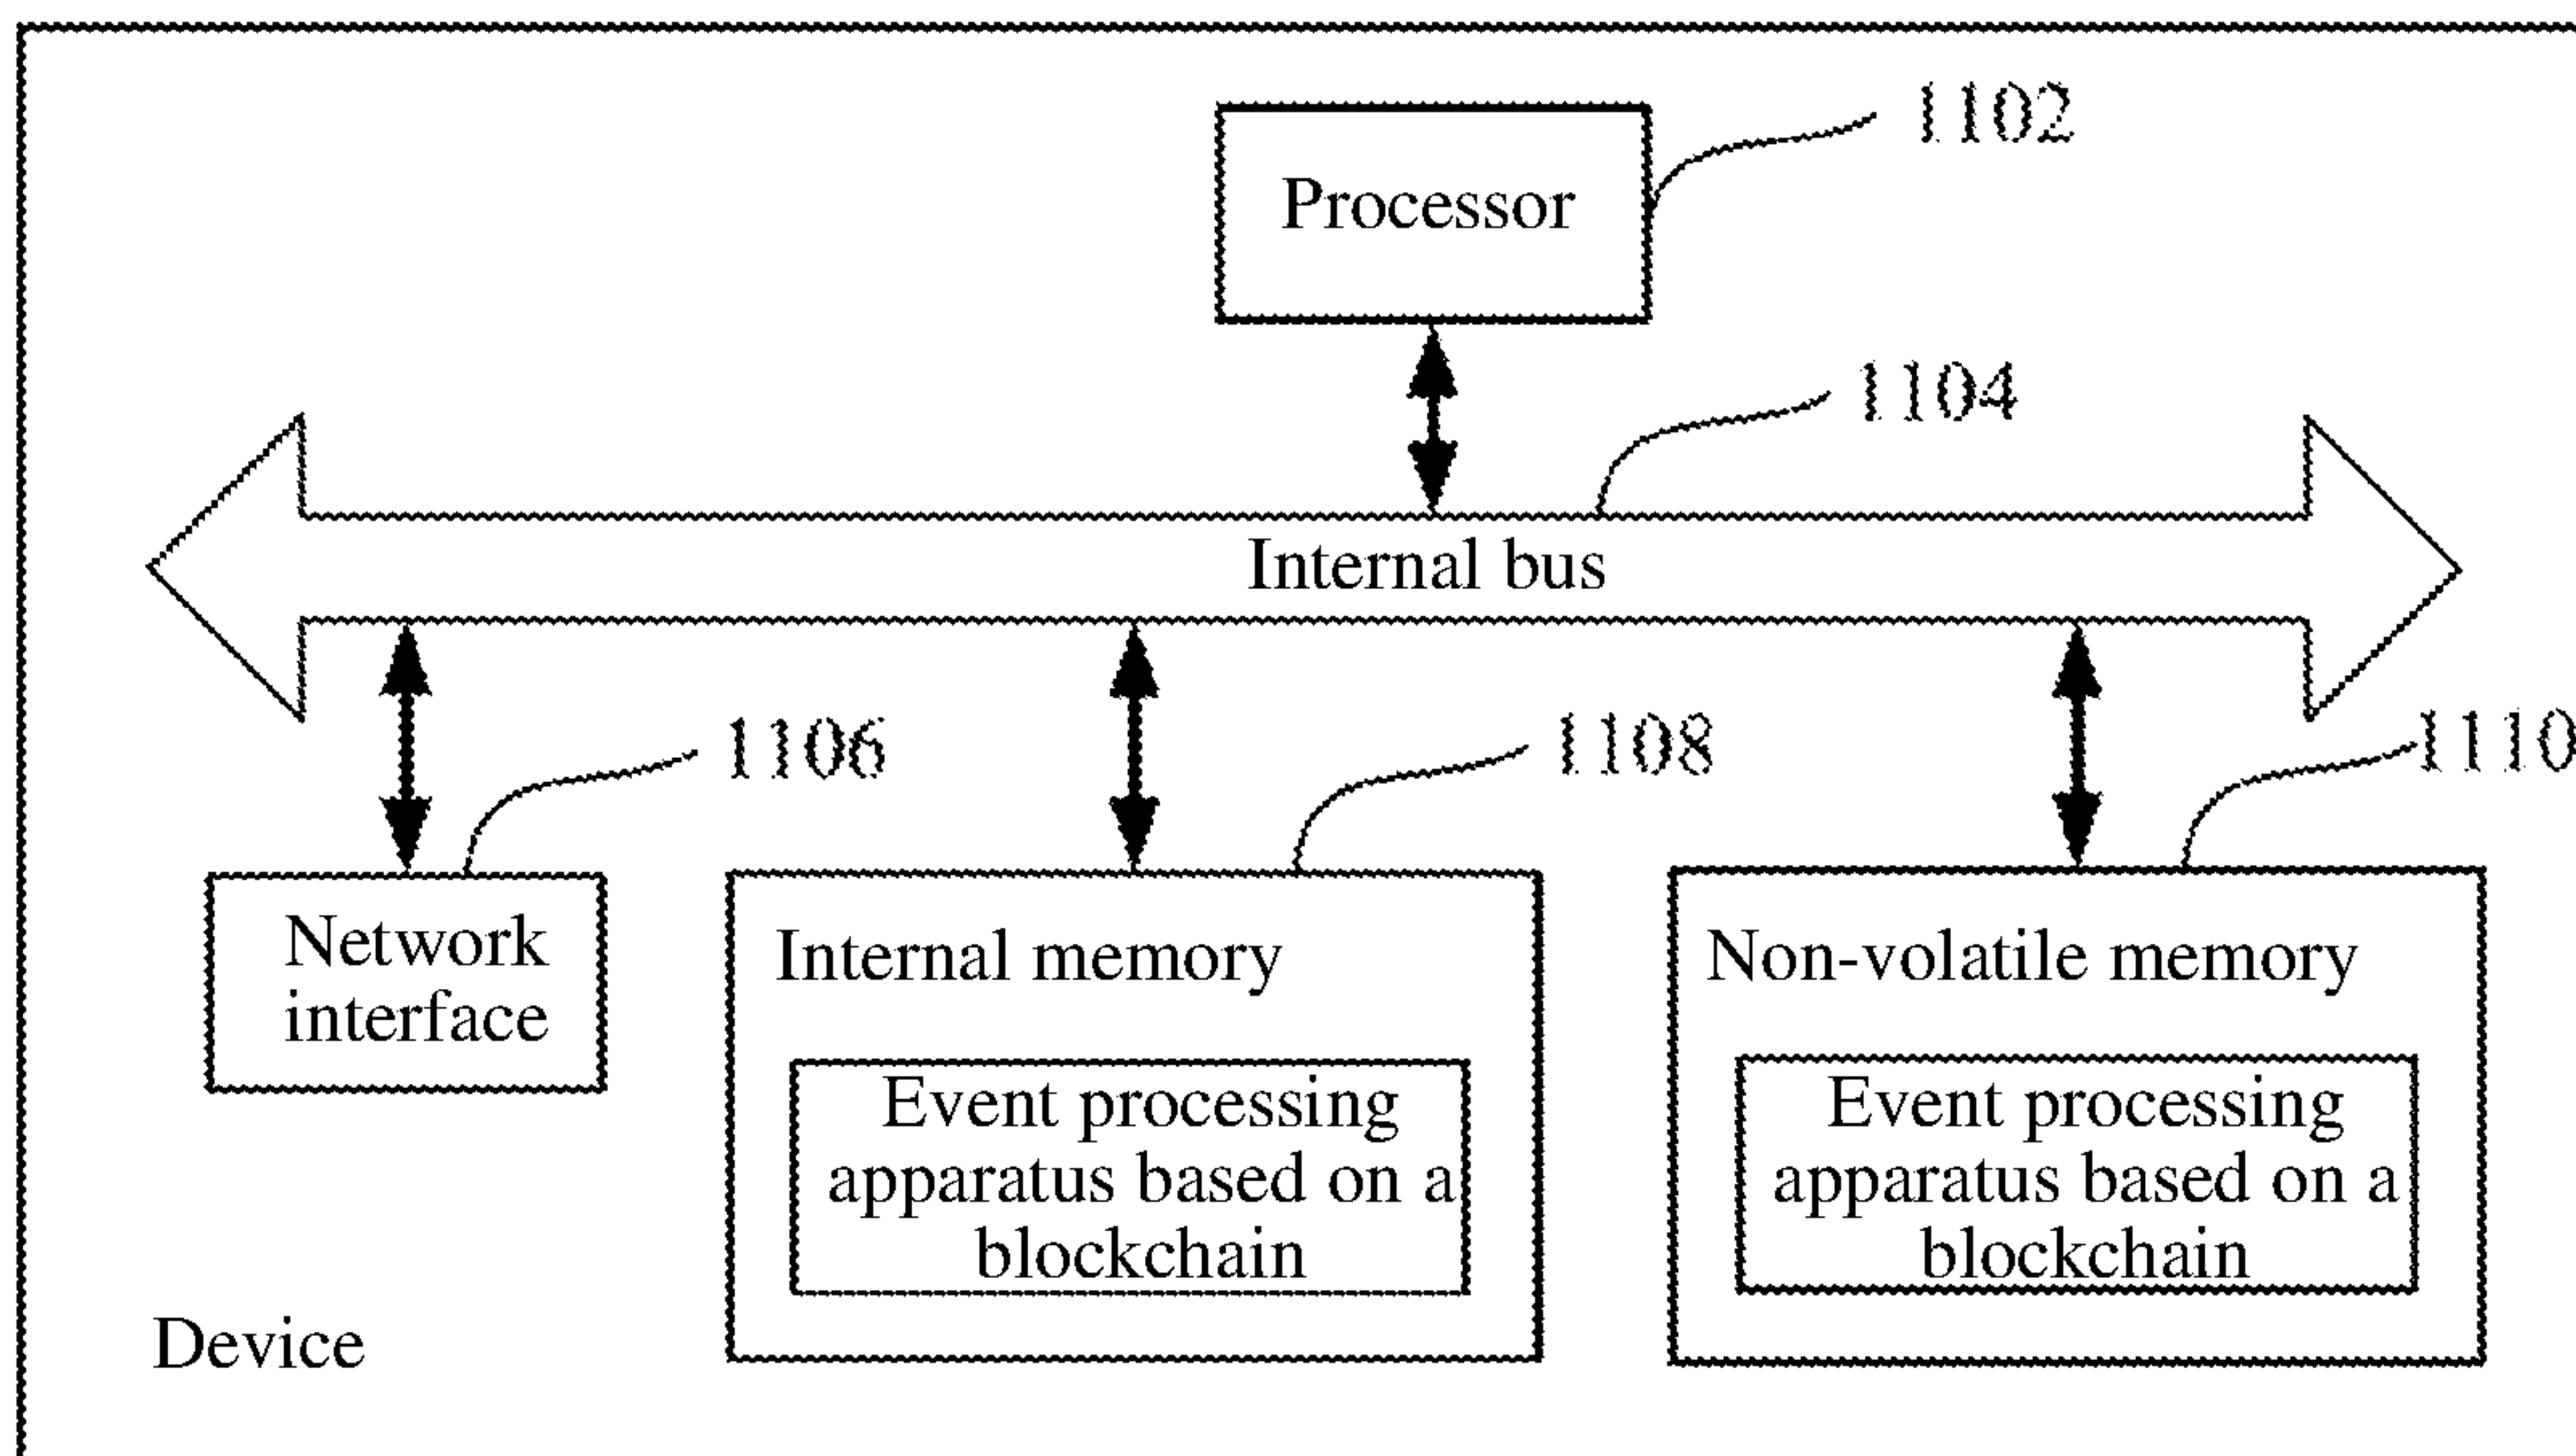 1102
Processor
1104
Internal bus
1106
1108
1110
Network
interface
Internal memory
Event processing
apparatus based on a
blockchain
Non-volatile memory
Event processing
apparatus based on a
blockchain
Device